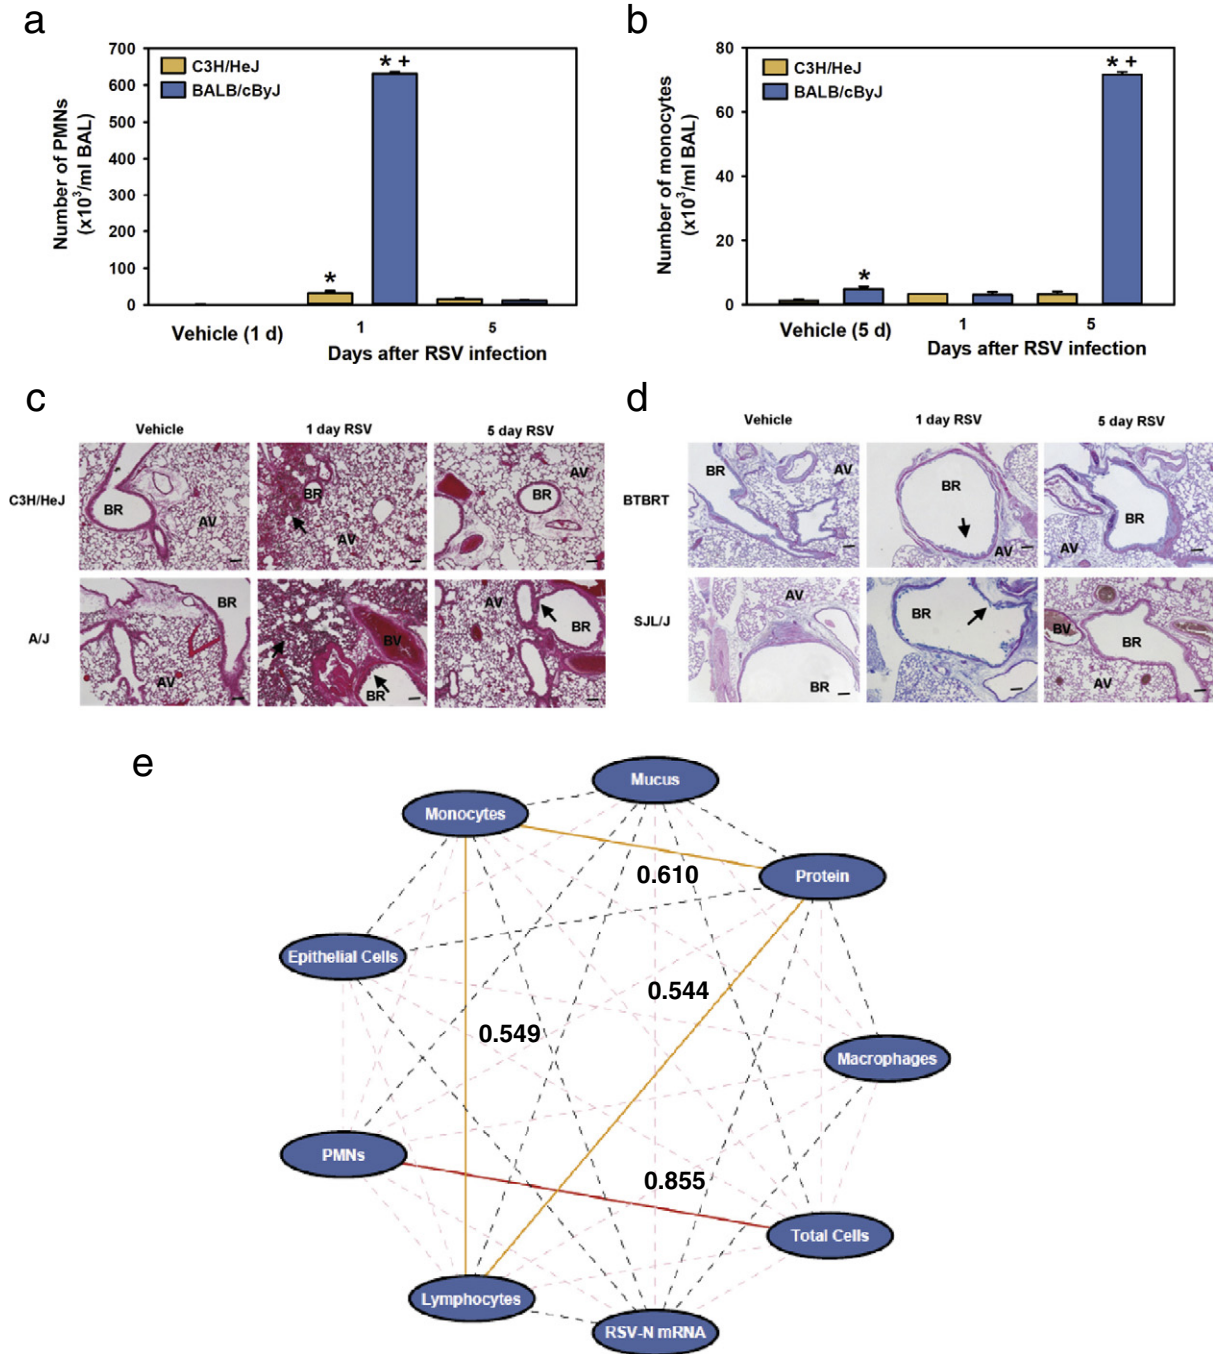 a
700
600
500
400
300
200
100
0
Number of PMNs
(x10³/ml BAL)
C3H/HeJ
BALB/cByJ
*
* +
Vehicle (1 d)
1
5
Days after RSV infection
b
80
60
40
20
0
Number of monocytes
(x10³/ml BAL)
C3H/HeJ
BALB/cByJ
*
* +
Vehicle (5 d)
1
5
Days after RSV infection
c
Vehicle
1 day RSV
5 day RSV
C3H/HeJ
BR
AV
BR
AV
AV
BR
A/J
BR
AV
BV
BR
AV
BR
d
Vehicle
1 day RSV
5 day RSV
BTBRT
BR
AV
BR
AV
BR
AV
SJL/J
AV
BR
BR
BV
BR
AV
e
Mucus
Monocytes
Protein
0.610
Epithelial Cells
0.544
0.549
Macrophages
PMNs
0.855
Total Cells
Lymphocytes
RSV-N mRNA